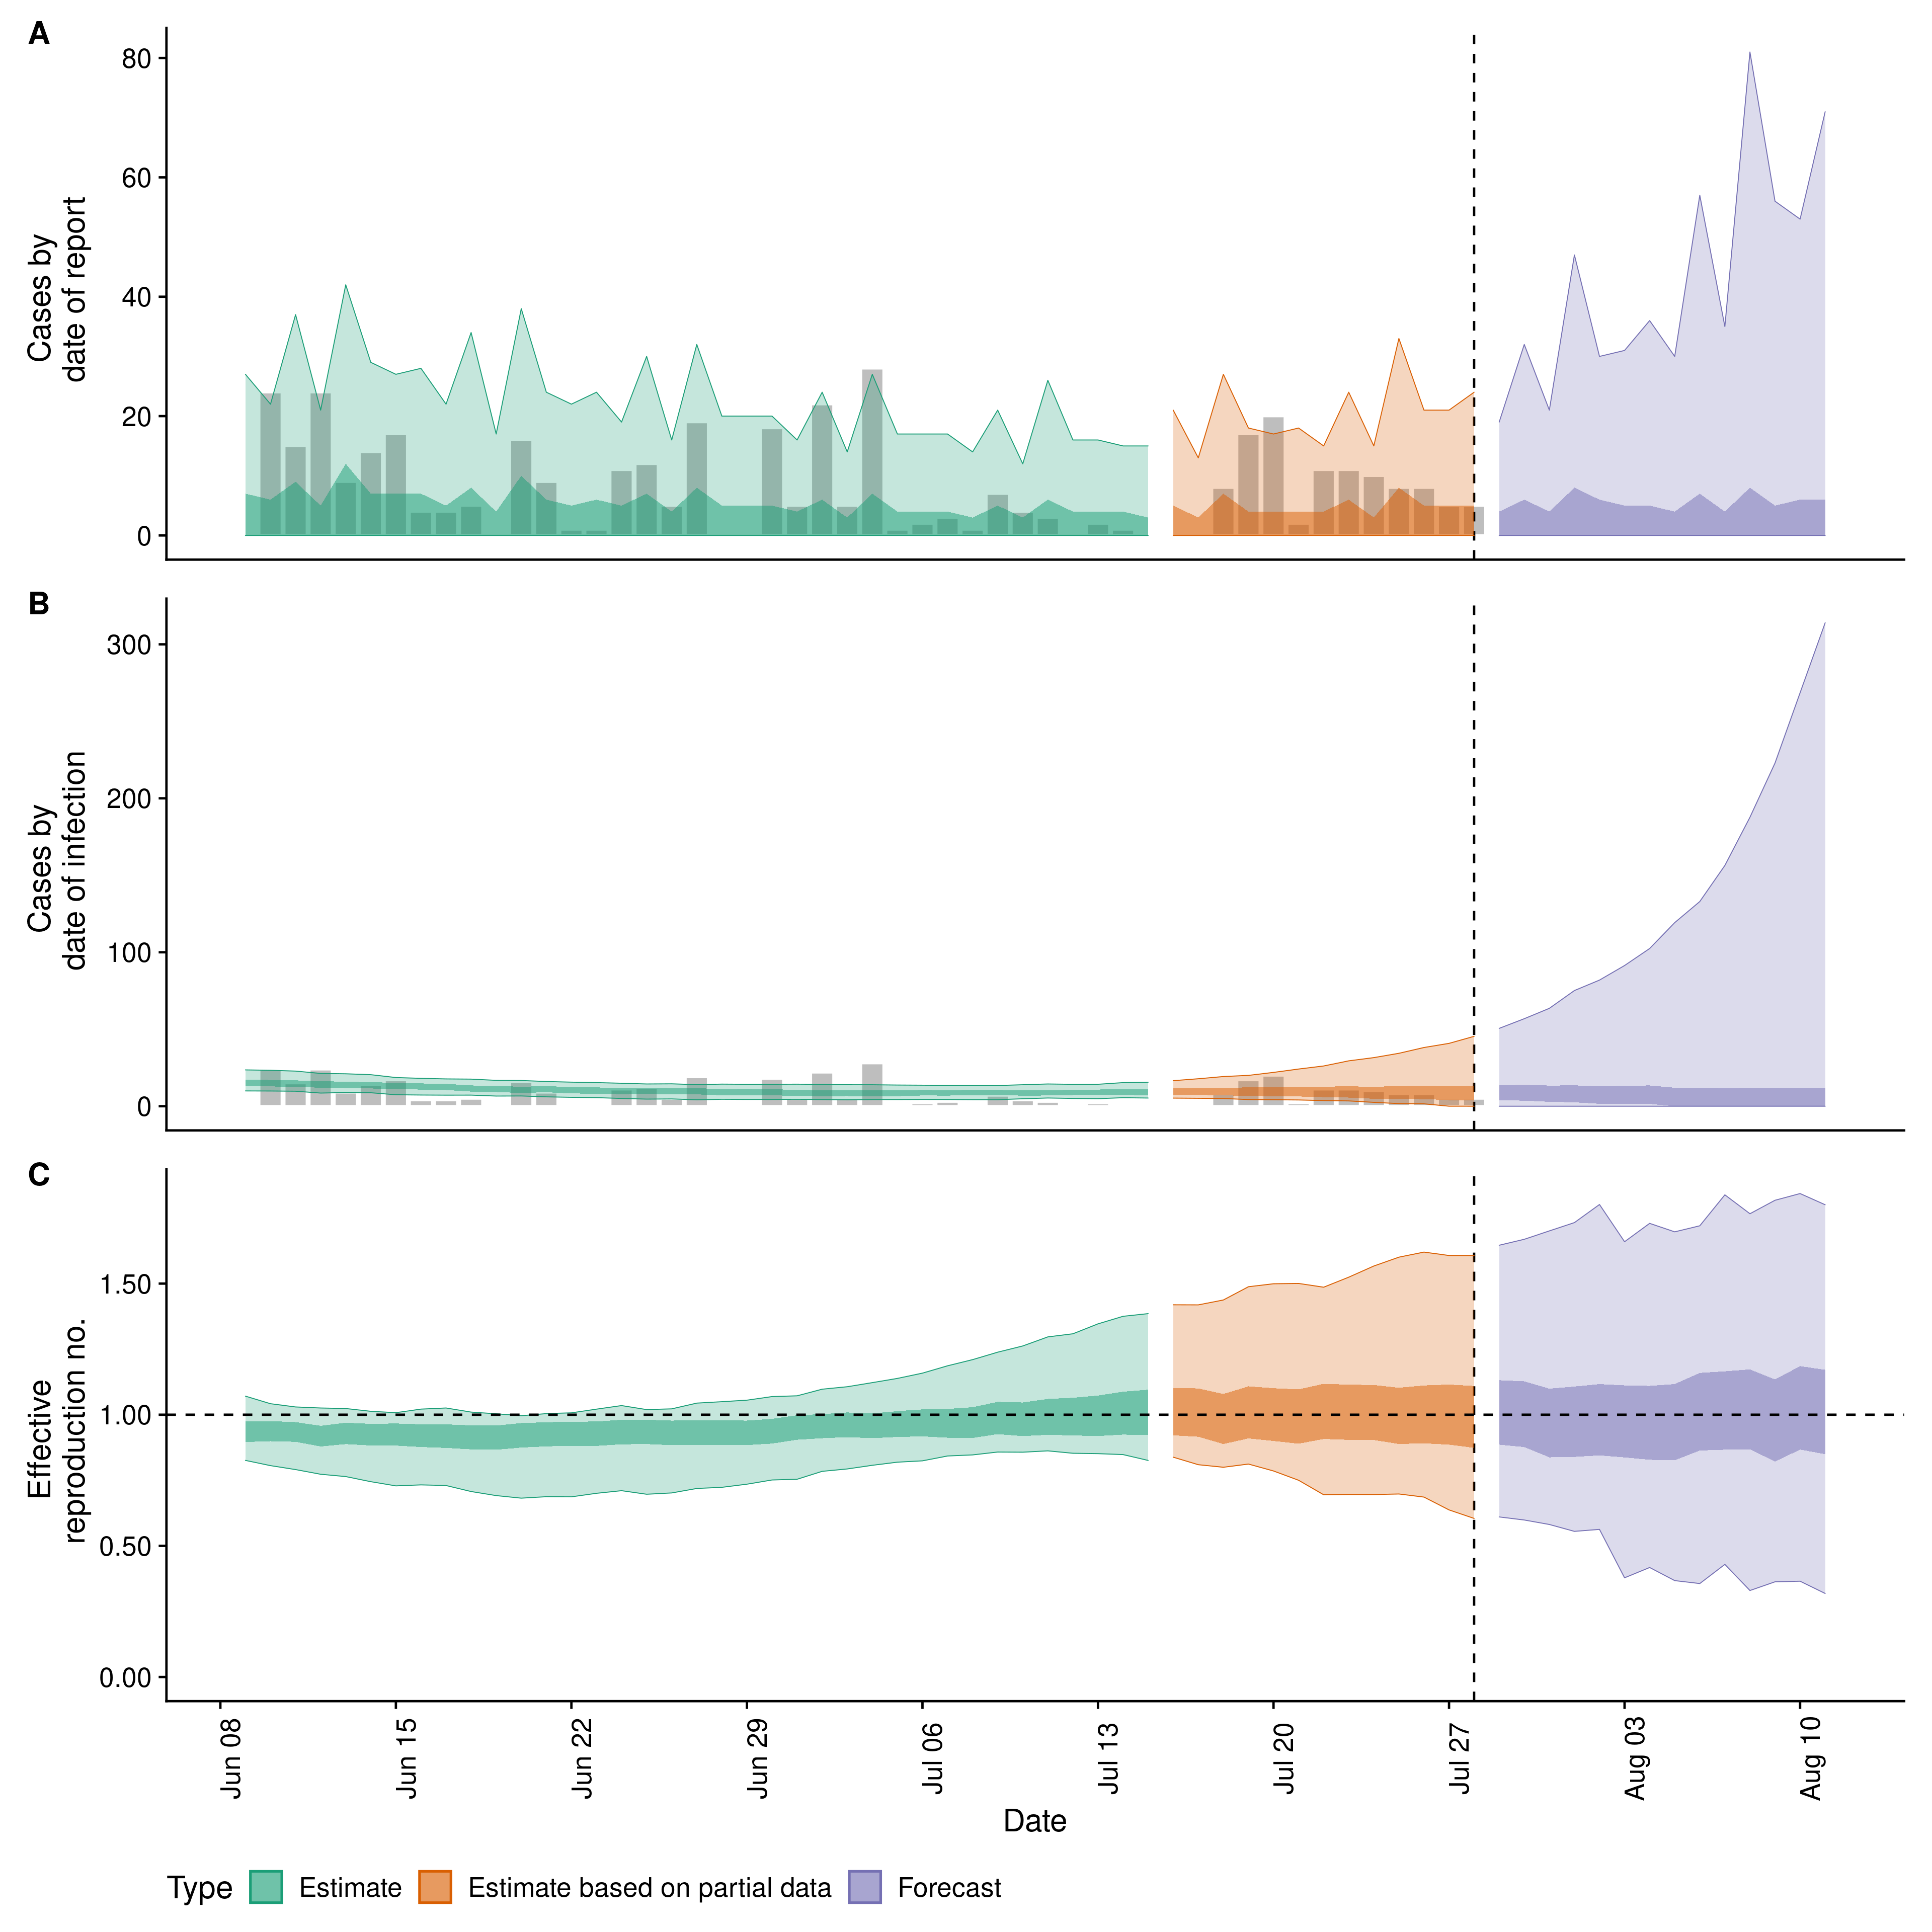 A
Cases by
date of report
80
60
40
20
0
B
Cases by
date of infection
300
200
100
0
C
Effective
reproduction no.
1.50
1.00
0.50
0.00
Jun 08
Jun 15
Jun 22
Jun 29
Jul 06
Jul 13
Jul 20
Jul 27
Aug 03
Aug 10
Date
Type Estimate Estimate based on partial data Forecast